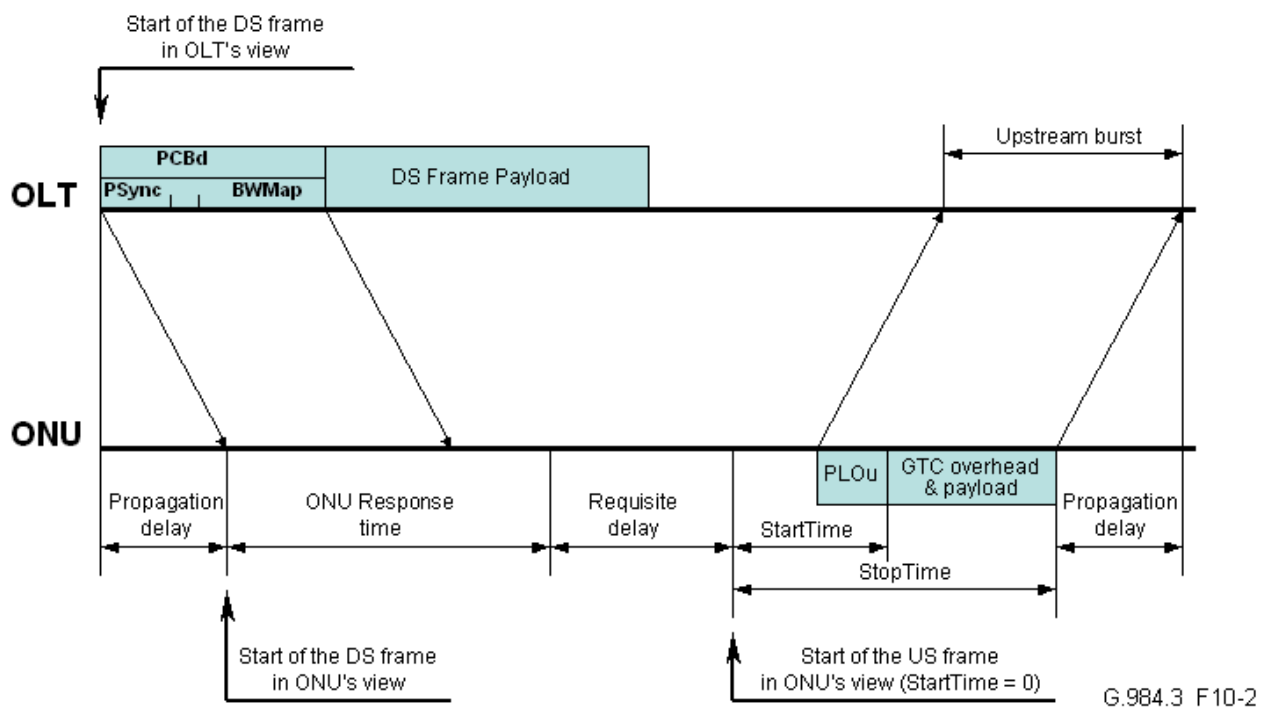 Start of the DS frame
in OLT's view
Upstream burst
PCBd
PSync
BWMap
DS Frame Payload
OLT
ONU
PLOu
GTC overhead
& payload
Propagation
delay
ONU Response
time
Requisite
delay
StartTime
Propagation
delay
StopTime
Start of the DS frame
in ONU's view
Start of the US frame
in ONU's view (StartTime = 0)
G.984.3 F10-2